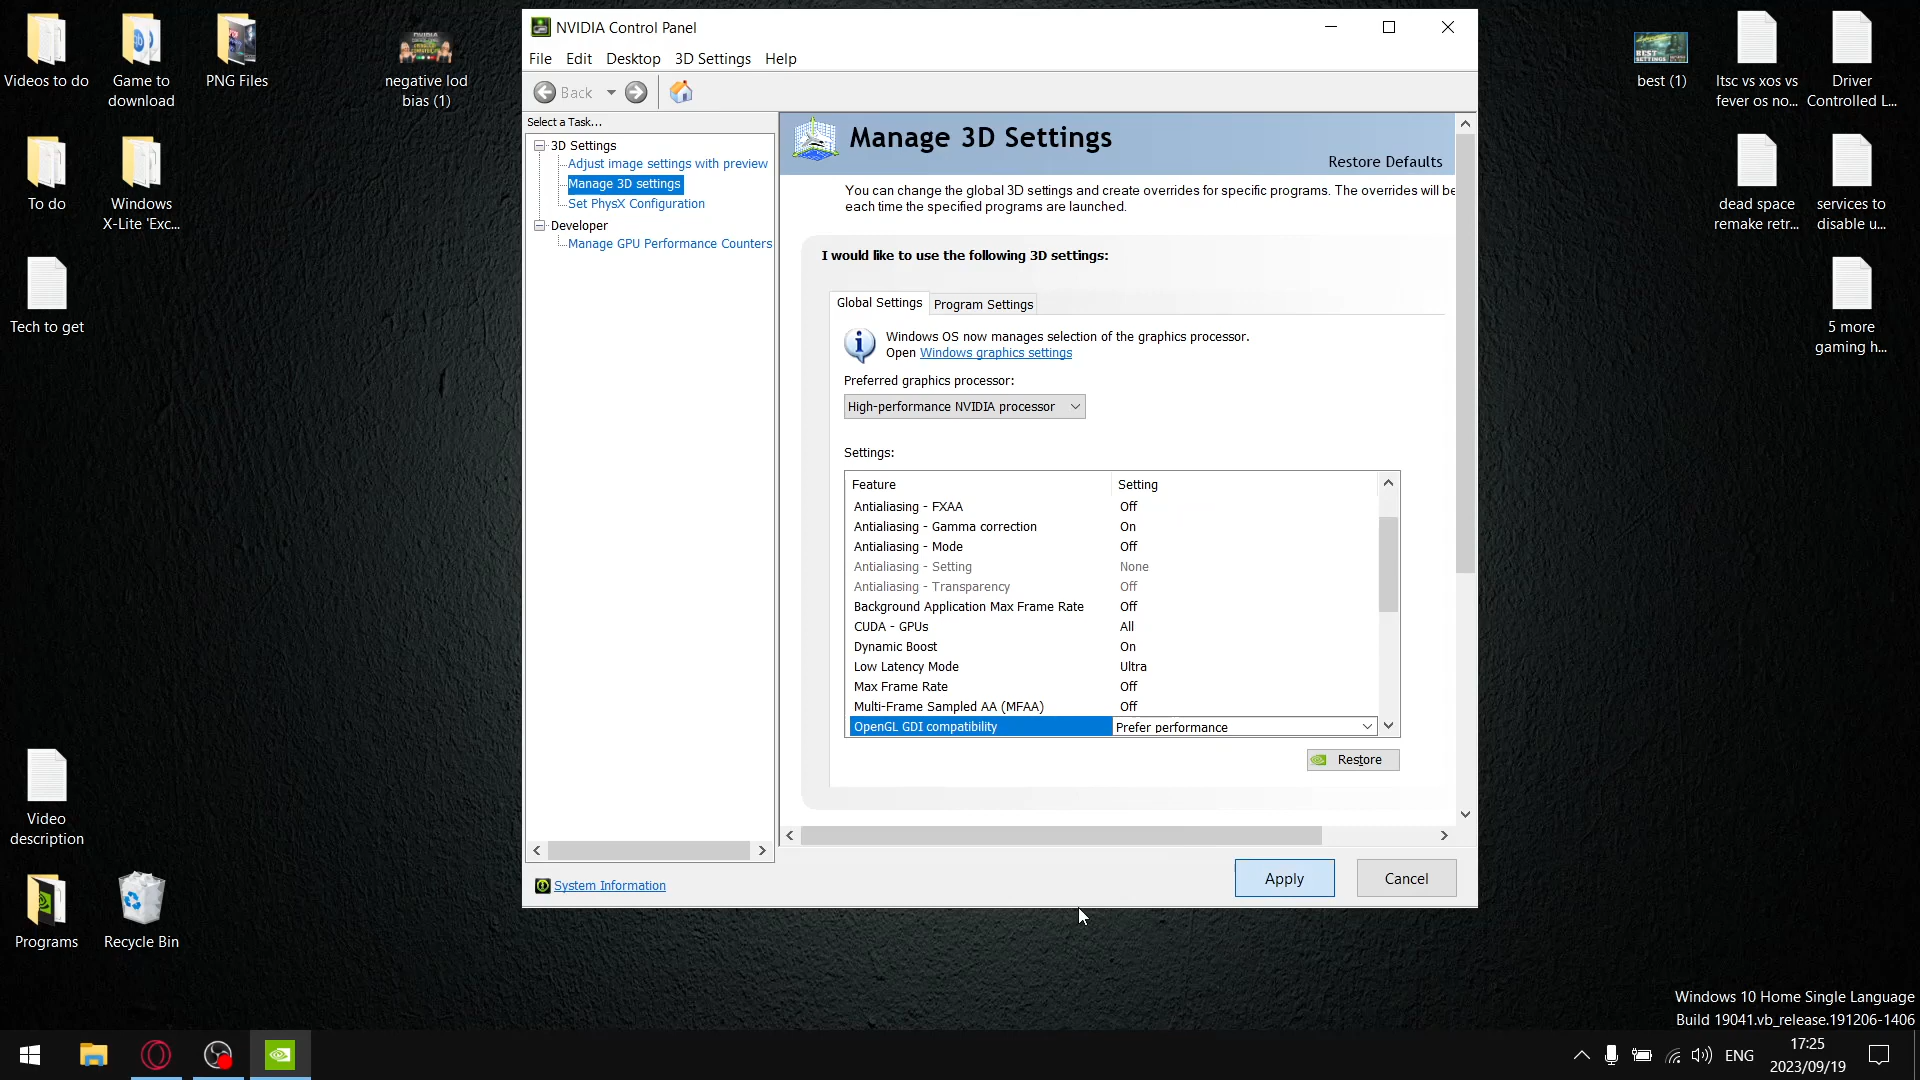 Videos to do
Game to
download
PNG Files
negative lod
bias (1)
To do
Windows
X-Lite 'Exc...
Tech to get
Video
description
Programs
Recycle Bin
NVIDIA Control Panel
File Edit Desktop 3D Settings Help
Back
Select a Task...
3D Settings
Adjust image settings with preview
Manage 3D settings
Set PhysX Configuration
Developer
Manage GPU Performance Counters
System Information
Manage 3D Settings
Restore Defaults
You can change the global 3D settings and create overrides for specific programs. The overrides will be
each time the specified programs are launched.
I would like to use the following 3D settings:
Global Settings
Program Settings
Windows OS now manages selection of the graphics processor.
Open Windows graphics settings
Preferred graphics processor:
High-performance NVIDIA processor
Settings:
Feature Setting
Antialiasing - FXAA Off
Antialiasing - Gamma correction On
Antialiasing - Mode Off
Antialiasing - Setting None
Antialiasing - Transparency Off
Background Application Max Frame Rate Off
CUDA - GPUs All
Dynamic Boost On
Low Latency Mode Ultra
Max Frame Rate Off
Multi-Frame Sampled AA (MFAA) Off
OpenGL GDI compatibility Prefer performance
Restore
Apply
Cancel
best (1)
ltsc vs xos vs
fever os no...
Driver
Controlled L...
dead space
remake retr...
services to
disable u...
5 more
gaming h...
Windows 10 Home Single Language
Build 19041.vb_release.191206-1406
ENG
17:25
2023/09/19